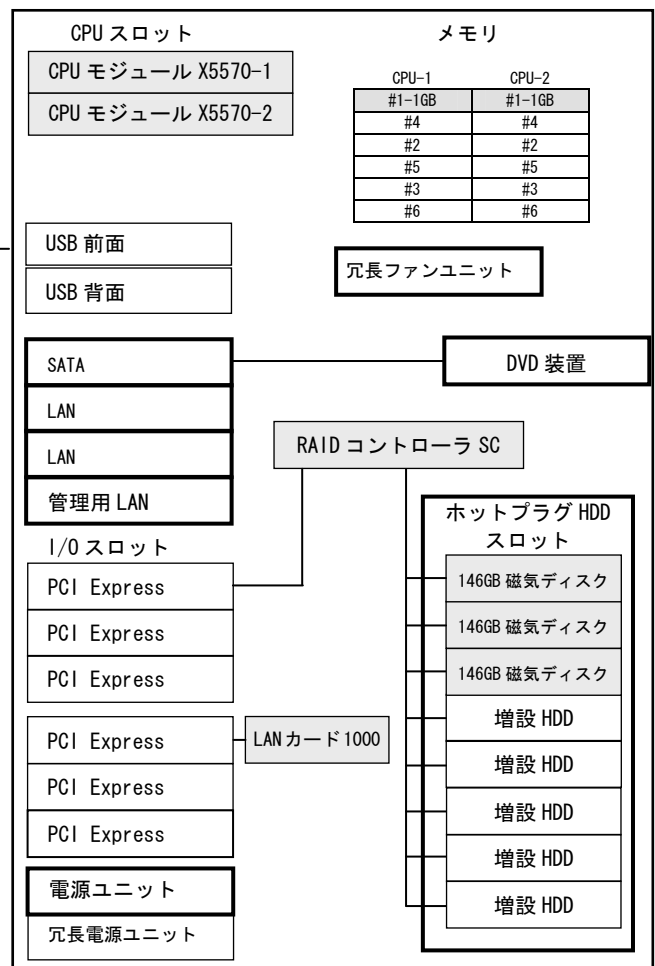 CPU スロット
CPU モジュール X5570-1
CPU モジュール X5570-2
メモリ
CPU-1 CPU-2
#1-1GB #1-1GB
#4 #4
#2 #2
#5 #5
#3 #3
#6 #6
USB 前面
USB 背面
冗長ファンユニット
SATA
DVD 装置
LAN
LAN
管理用 LAN
RAID コントローラ SC
I/O スロット
PCI Express
PCI Express
PCI Express
PCI Express
LAN カード 1000
PCI Express
PCI Express
電源ユニット
冗長電源ユニット
ホットプラグ HDD
スロット
146GB 磁気ディスク
146GB 磁気ディスク
146GB 磁気ディスク
増設 HDD
増設 HDD
増設 HDD
増設 HDD
増設 HDD